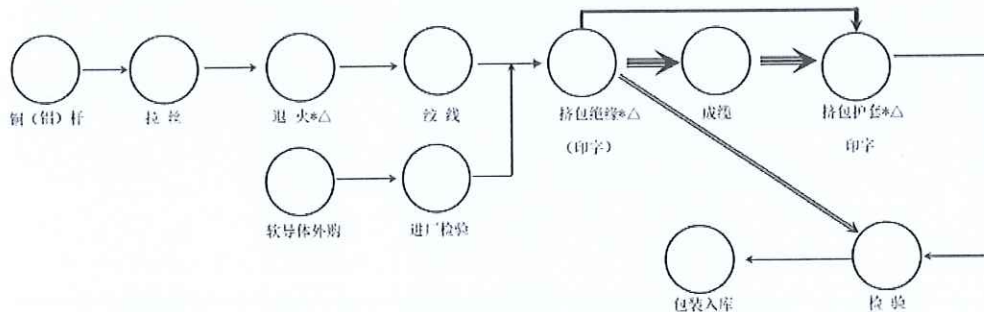 铜（铝）杆
拉 丝
退 火*△
绞 线
挤包绝缘*△
（印字）
成缆
挤包护套*△
印字
软导体外购
进厂检验
包装入库
检 验